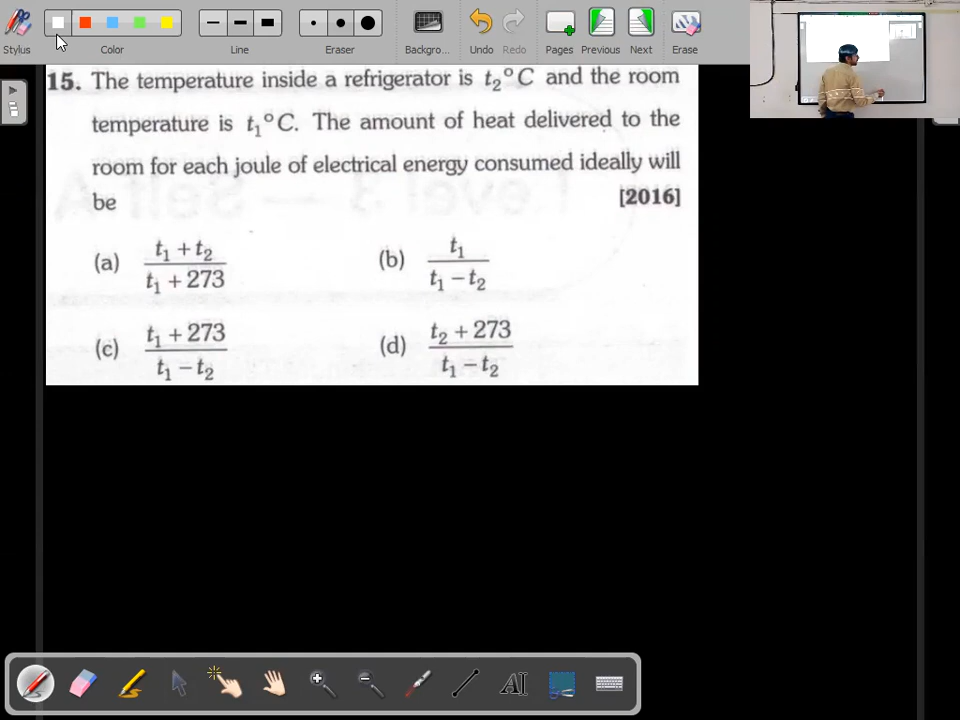 Stylus
Color
Line
Eraser
Backgro...
Undo
Redo
Pages
Previous
Next
Erase
15. The temperature inside a refrigerator is t₂°C and the room
temperature is t₁°C. The amount of heat delivered to the
room for each joule of electrical energy consumed ideally will
be [2016]
(a) (t₁ + t₂)/(t₁ + 273) (b) t₁/(t₁ − t₂)
(c) (t₁ + 273)/(t₁ − t₂) (d) (t₂ + 273)/(t₁ − t₂)
AI